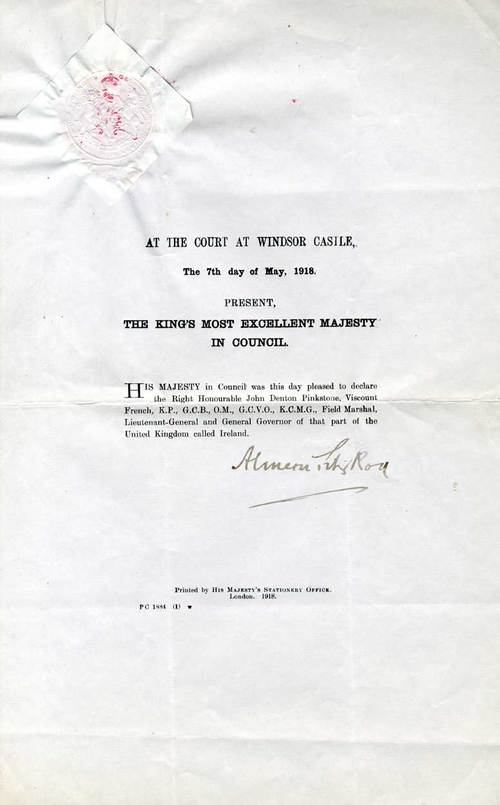 AT THE COURT AT WINDSOR CASTLE,
The 7th day of May, 1918.
PRESENT,
THE KING'S MOST EXCELLENT MAJESTY
IN COUNCIL.
HIS MAJESTY in Council was this day pleased to declare
the Right Honourable John Denton Pinkstone, Viscount
French, K.P., G.C.B., O.M., G.C.V.O., K.C.M.G., Field Marshal,
Lieutenant-General and General Governor of that part of the
United Kingdom called Ireland.
Almeric FitzRoy
Printed by HIS MAJESTY'S STATIONERY OFFICE.
London. 1918.
PC 1884 (1)